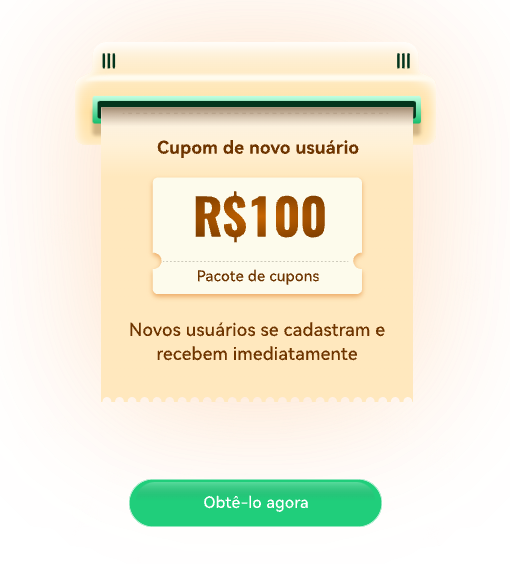 Cupom de novo usuário
R$100
Pacote de cupons
Novos usuários se cadastram e
recebem imediatamente
Obtê-lo agora